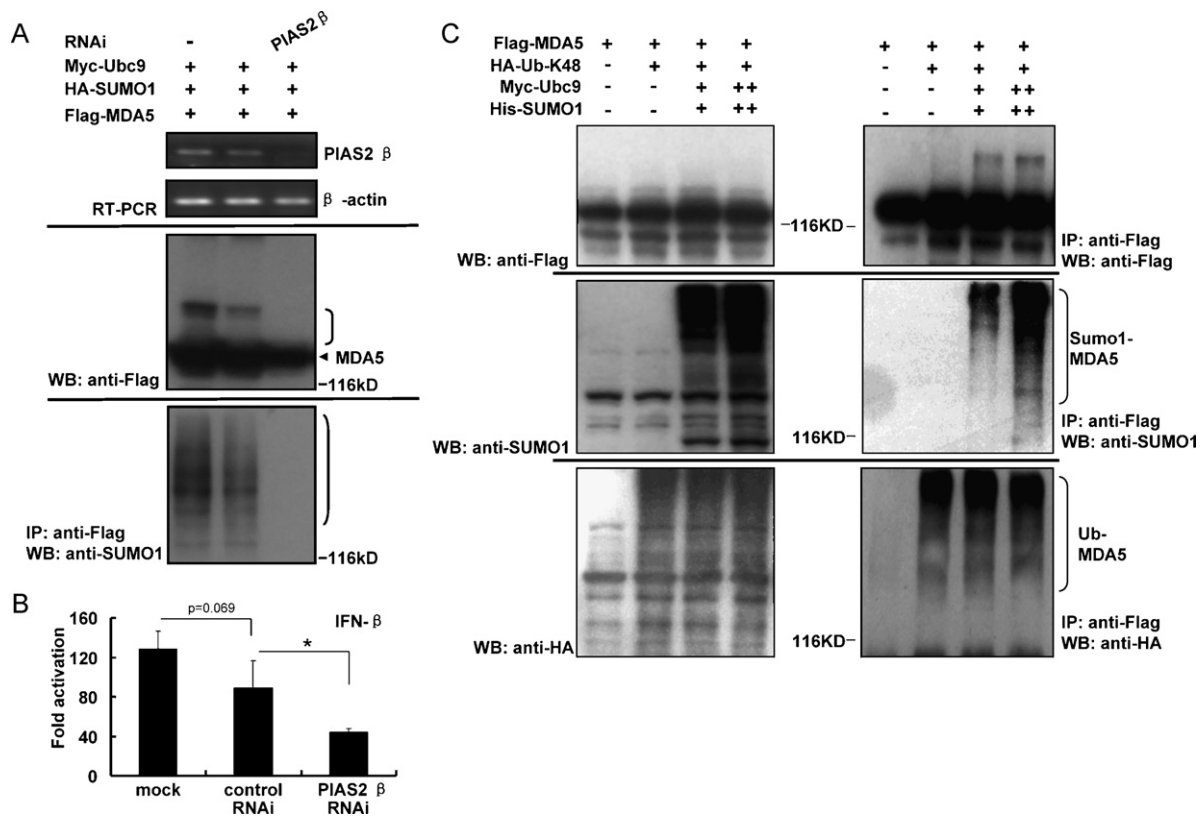 A
RNAi - PIAS2 β
Myc-Ubc9 + + +
HA-SUMO1 + + +
Flag-MDA5 + + +
PIAS2 β
RT-PCR
β -actin
WB: anti-Flag
MDA5
-116kD
IP: anti-Flag
WB: anti-SUMO1
-116kD
B
p=0.069
IFN- β
*
Fold activation
160
120
80
40
0
mock
control
RNAi
PIAS2 β
RNAi
C
Flag-MDA5 + + + + + + + +
HA-Ub-K48 - + + + - + + +
Myc-Ubc9 - - + ++ - - + ++
His-SUMO1 - - + ++ - - + ++
WB: anti-Flag
-116KD-
IP: anti-Flag
WB: anti-Flag
WB: anti-SUMO1
116KD-
Sumo1-
MDA5
IP: anti-Flag
WB: anti-SUMO1
WB: anti-HA
116KD-
Ub-
MDA5
IP: anti-Flag
WB: anti-HA